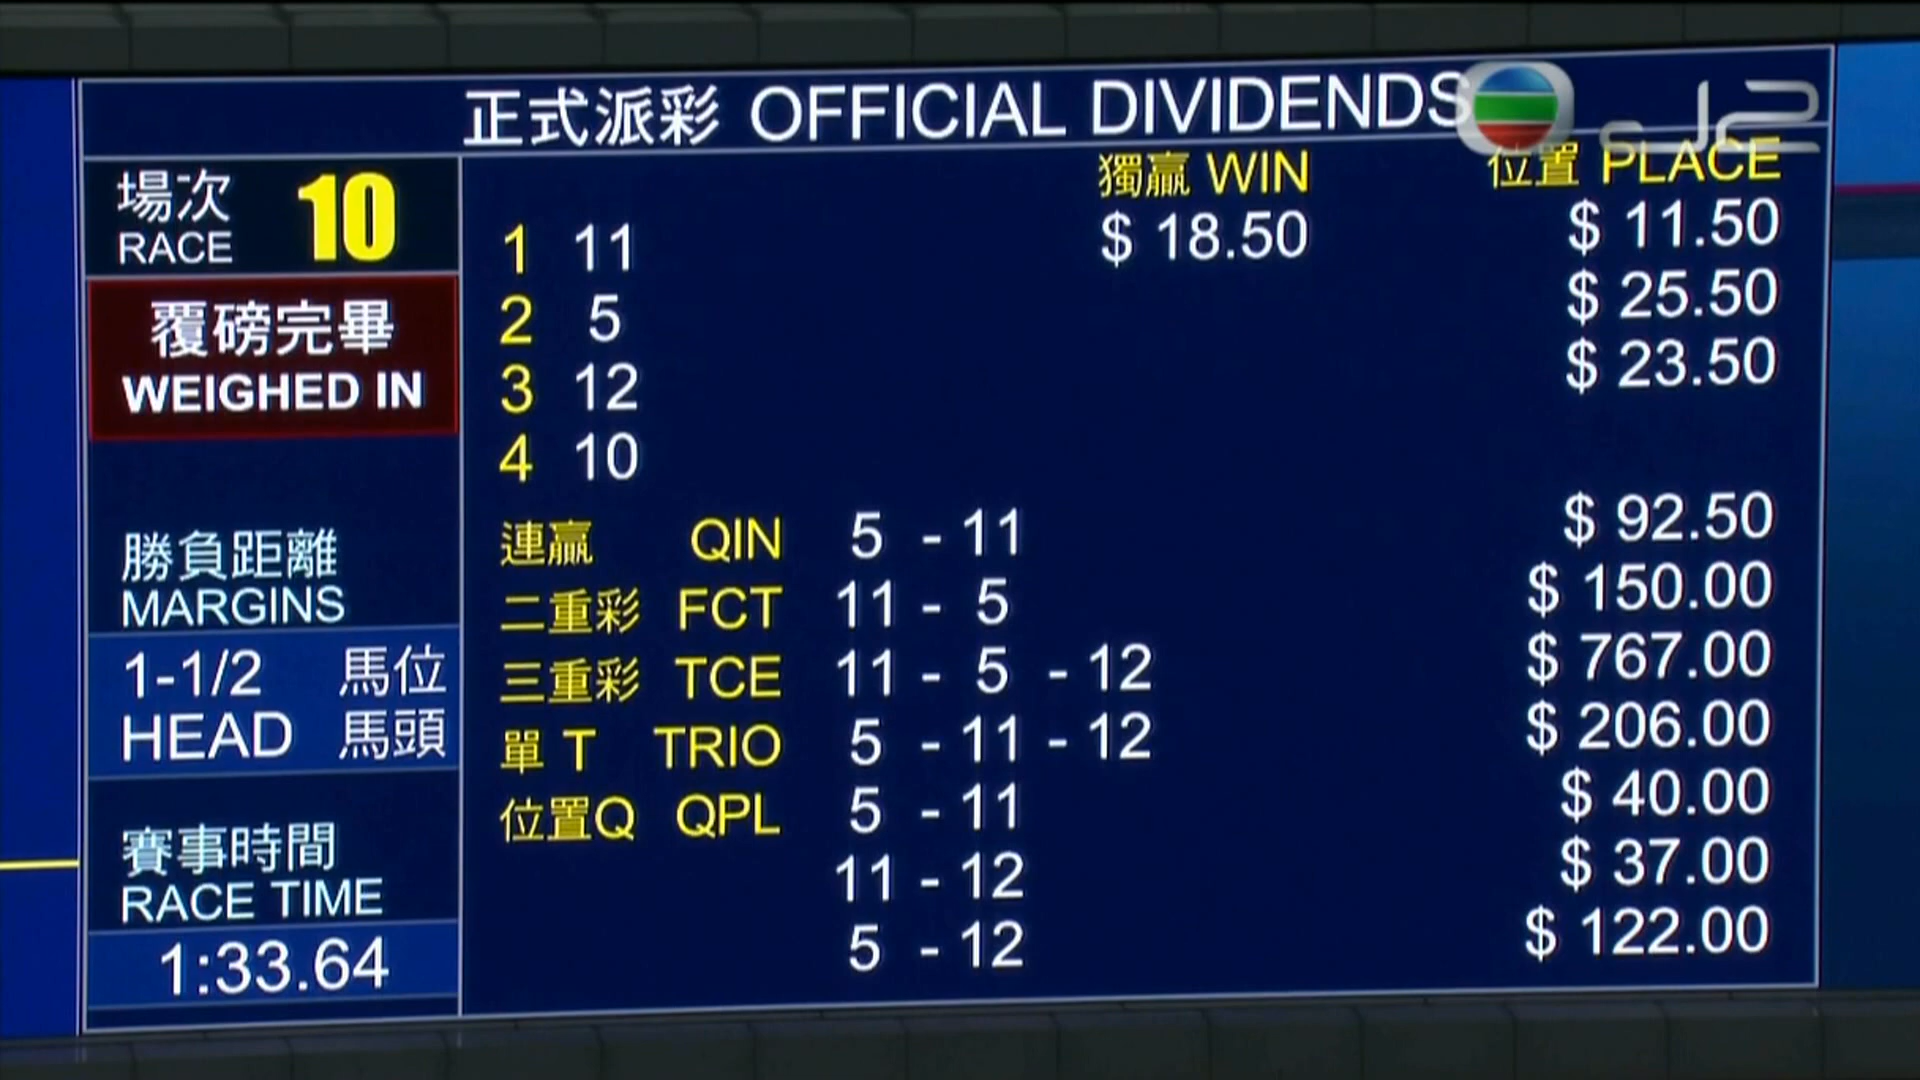 正式派彩 OFFICIAL DIVIDENDS
J2
場次 RACE 10
覆磅完畢
WEIGHED IN
勝負距離
MARGINS
1-1/2 馬位
HEAD 馬頭
賽事時間
RACE TIME
1:33.64
獨贏 WIN 位置 PLACE
1 11 $ 18.50 $ 11.50
2 5 $ 25.50
3 12 $ 23.50
4 10
連贏 QIN 5 - 11 $ 92.50
二重彩 FCT 11 - 5 $ 150.00
三重彩 TCE 11 - 5 - 12 $ 767.00
單 T TRIO 5 - 11 - 12 $ 206.00
位置Q QPL 5 - 11 $ 40.00
11 - 12 $ 37.00
5 - 12 $ 122.00